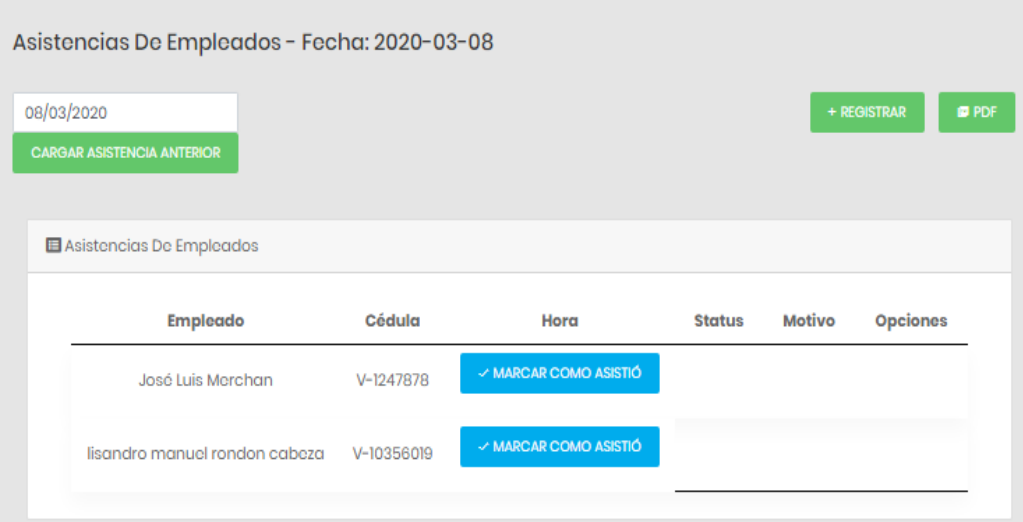 Asistencias De Empleados - Fecha: 2020-03-08
08/03/2020
+ REGISTRAR
PDF
CARGAR ASISTENCIA ANTERIOR
Asistencias De Empleados
Empleado Cédula Hora Status Motivo Opciones
José Luis Merchan V-1247878 ✓ MARCAR COMO ASISTIÓ
lisandro manuel rondon cabeza V-10356019 ✓ MARCAR COMO ASISTIÓ